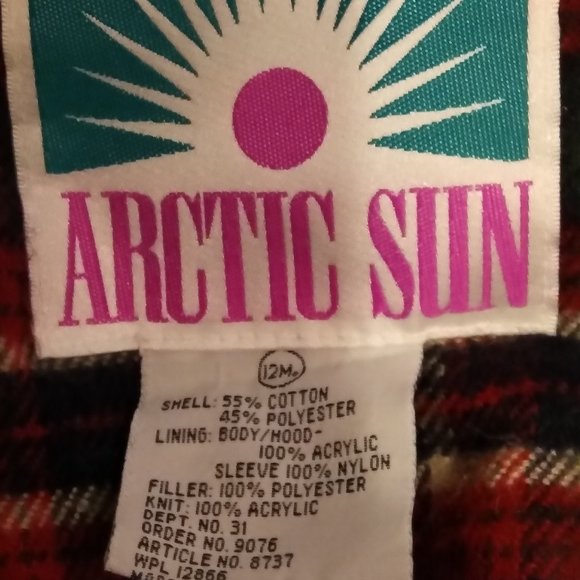 ARCTIC SUN
12M.
SHELL: 55% COTTON
45% POLYESTER
LINING: BODY/HOOD-
100% ACRYLIC
SLEEVE 100% NYLON
FILLER: 100% POLYESTER
KNIT: 100% ACRYLIC
DEPT. NO. 31
ORDER NO. 9076
ARTICLE NO. 8737
WPL 12866